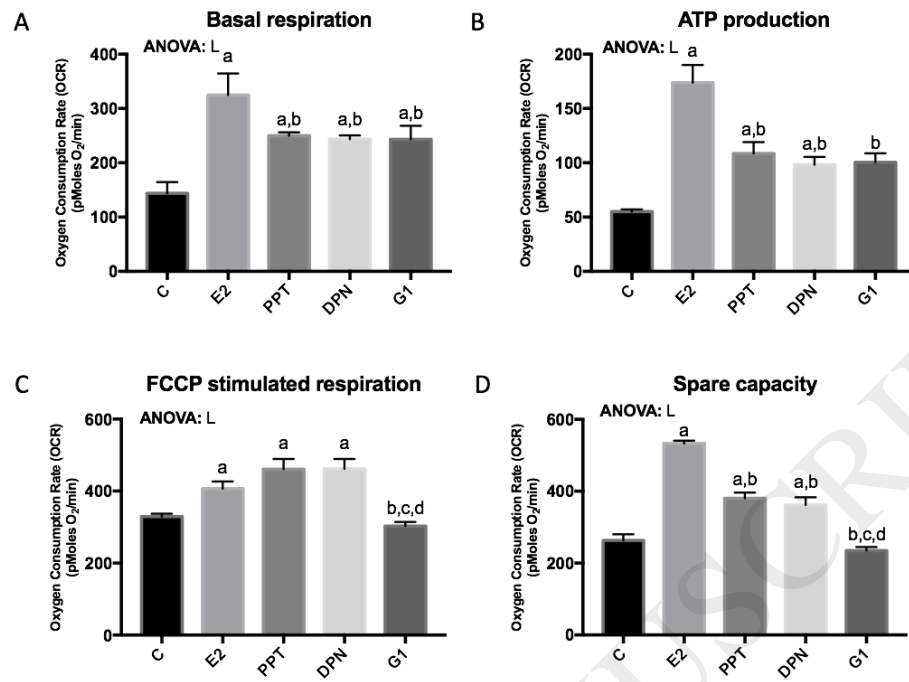 A
Basal respiration
ANOVA: L
Oxygen Consumption Rate (OCR)
(pMoles O2/min)
400
300
200
100
0
a
a,b
a,b
a,b
C
E2
PPT
DPN
G1
B
ATP production
ANOVA: L
Oxygen Consumption Rate (OCR)
(pMoles O2/min)
200
150
100
50
0
a
a,b
a,b
b
C
E2
PPT
DPN
G1
C
FCCP stimulated respiration
ANOVA: L
Oxygen Consumption Rate (OCR)
(pMoles O2/min)
600
400
200
0
a
a
a
b,c,d
C
E2
PPT
DPN
G1
D
Spare capacity
ANOVA: L
Oxygen Consumption Rate (OCR)
(pMoles O2/min)
600
400
200
0
a
a,b
a,b
b,c,d
C
E2
PPT
DPN
G1